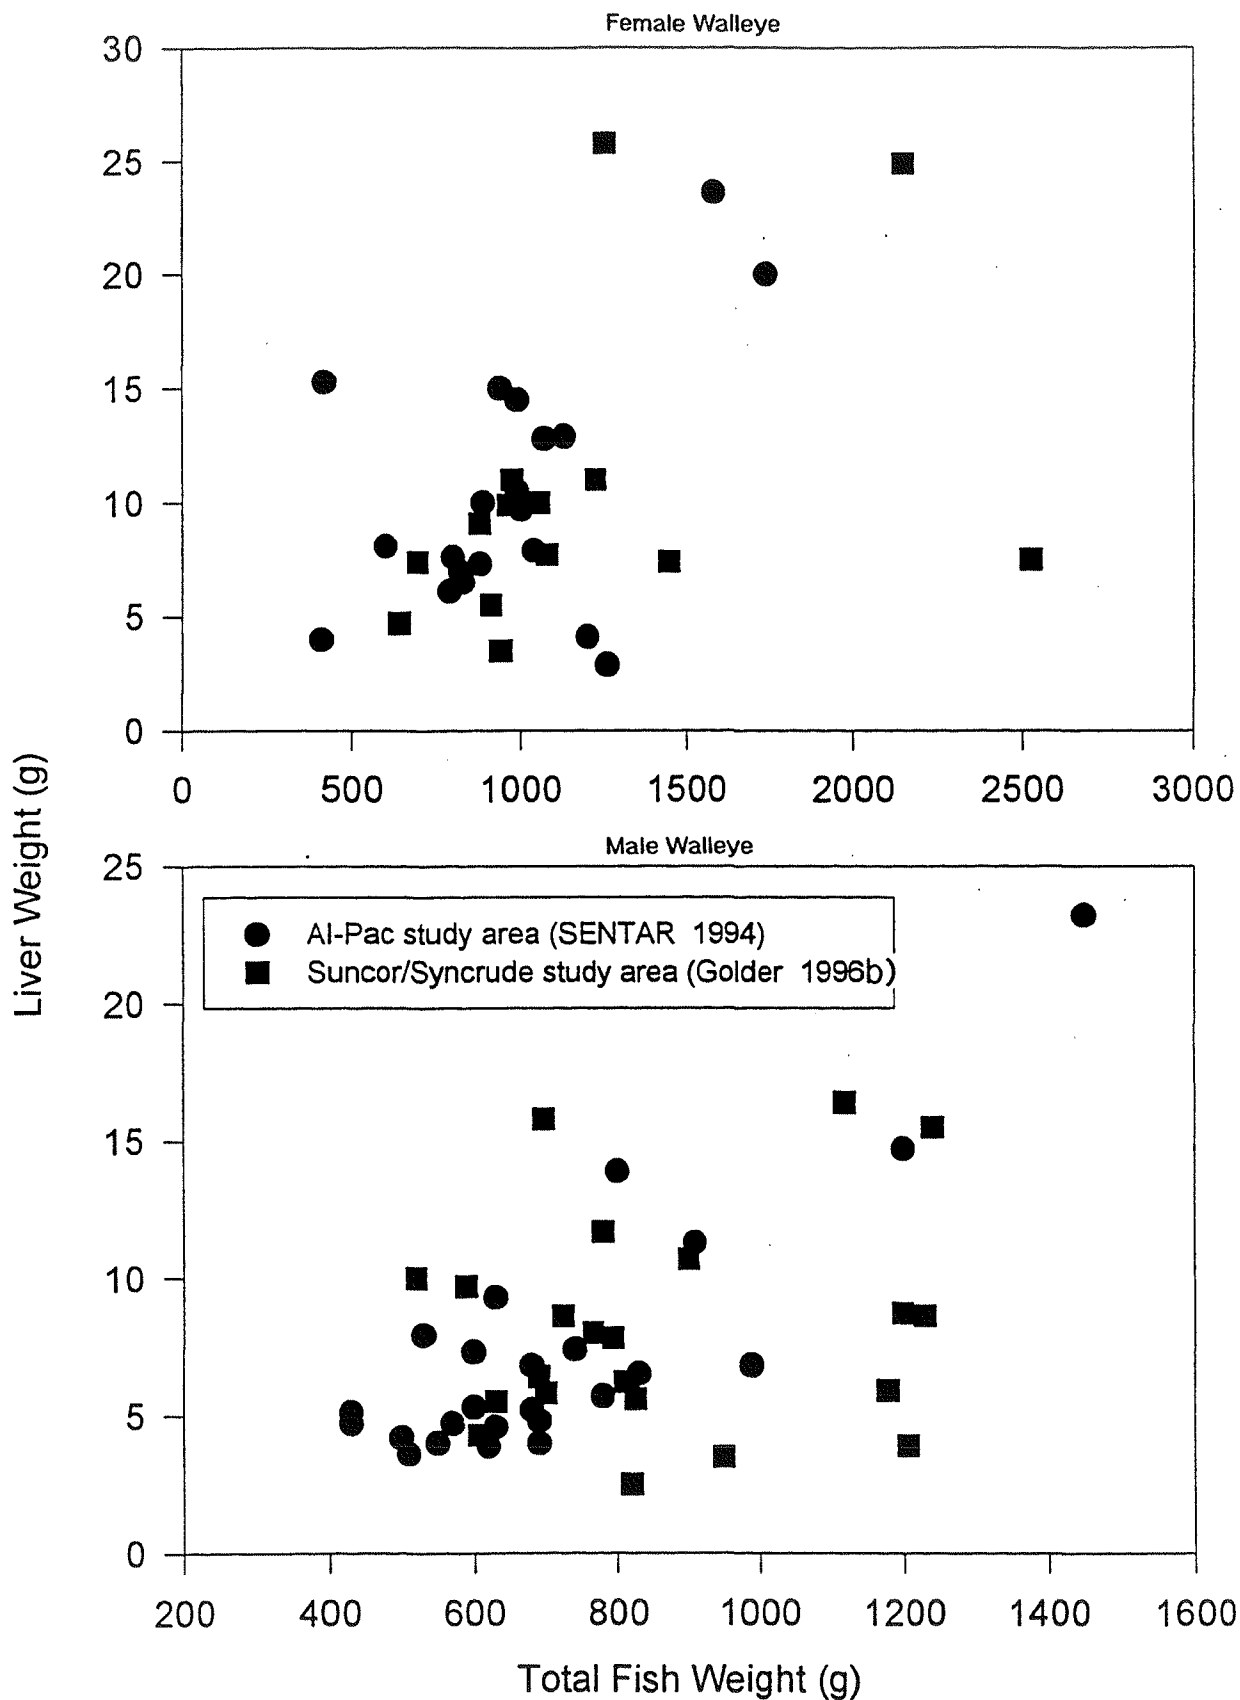 Female Walleye
30
25
20
15
10
5
0
0 500 1000 1500 2000 2500 3000
Liver Weight (g)
Male Walleye
25
20
15
10
5
0
Al-Pac study area (SENTAR 1994)
Suncor/Syncrude study area (Golder 1996b)
200 400 600 800 1000 1200 1400 1600
Total Fish Weight (g)